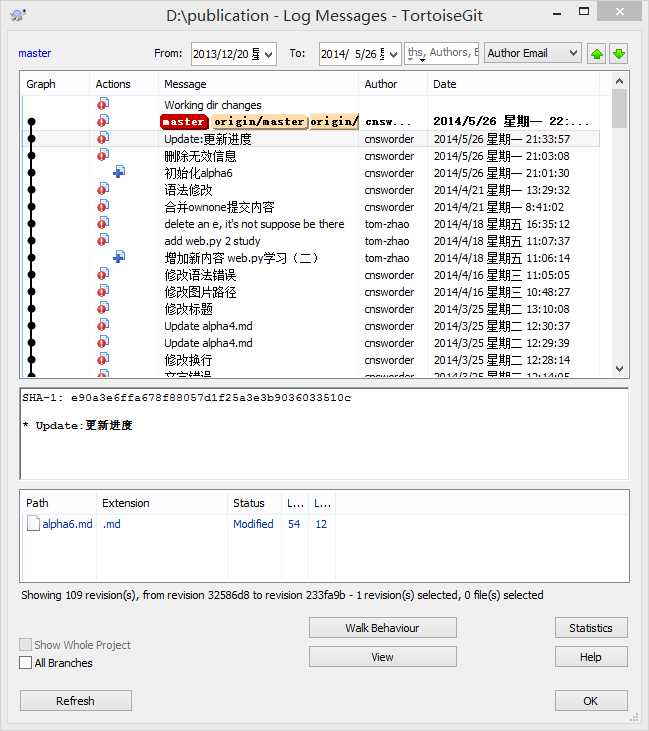 D:\publication - Log Messages - TortoiseGit
master From: 2013/12/20 To: 2014/ 5/26 ths, Authors, E Author Email
Graph Actions Message Author Date
Working dir changes
master origin/master origin/ cnsw... 2014/5/26 星期一 22:...
Update:更新进度 cnsworder 2014/5/26 星期一 21:33:57
删除无效信息 cnsworder 2014/5/26 星期一 21:03:08
初始化alpha6 cnsworder 2014/5/26 星期一 21:01:30
语法修改 cnsworder 2014/4/21 星期一 13:29:32
合并ownone提交内容 cnsworder 2014/4/21 星期一 8:41:02
delete an e, it's not suppose be there tom-zhao 2014/4/18 星期五 16:35:12
add web.py 2 study tom-zhao 2014/4/18 星期五 11:07:37
增加新内容 web.py学习（二） tom-zhao 2014/4/18 星期五 11:06:14
修改语法错误 cnsworder 2014/4/16 星期三 11:05:05
修改图片路径 cnsworder 2014/4/16 星期三 10:48:27
修改标题 cnsworder 2014/3/25 星期二 13:10:08
Update alpha4.md cnsworder 2014/3/25 星期二 12:30:37
Update alpha4.md cnsworder 2014/3/25 星期二 12:29:39
修改换行 cnsworder 2014/3/25 星期二 12:28:14
文字错误 cnsworder 2014/3/25 星期二 12:14:05
SHA-1: e90a3e6ffa678f88057d1f25a3e3b9036033510c
* Update:更新进度
Path Extension Status L... L...
alpha6.md .md Modified 54 12
Showing 109 revision(s), from revision 32586d8 to revision 233fa9b - 1 revision(s) selected, 0 file(s) selected
Walk Behaviour Statistics
Show Whole Project
All Branches View Help
Refresh OK